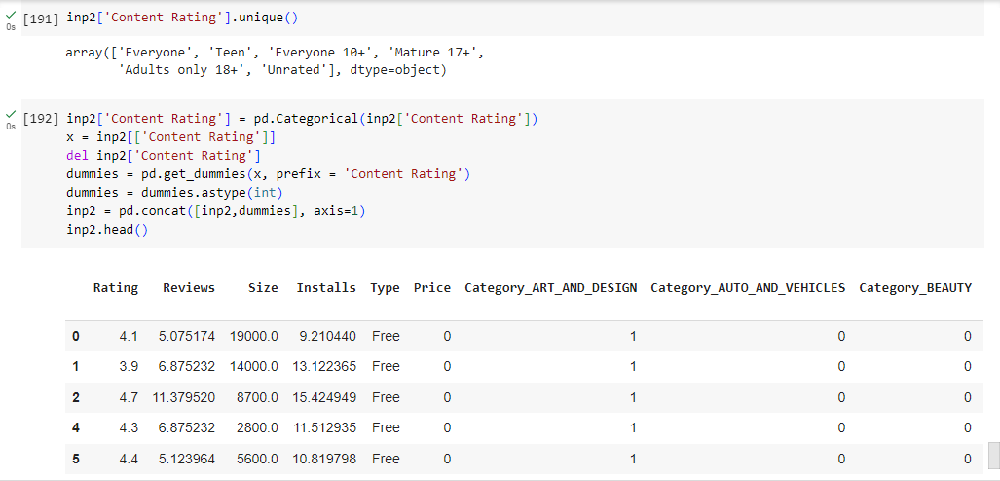 [191] inp2['Content Rating'].unique()
0s
array(['Everyone', 'Teen', 'Everyone 10+', 'Mature 17+',
'Adults only 18+', 'Unrated'], dtype=object)
[192] inp2['Content Rating'] = pd.Categorical(inp2['Content Rating'])
0s
x = inp2[['Content Rating']]
del inp2['Content Rating']
dummies = pd.get_dummies(x, prefix = 'Content Rating')
dummies = dummies.astype(int)
inp2 = pd.concat([inp2,dummies], axis=1)
inp2.head()
Rating Reviews Size Installs Type Price Category_ART_AND_DESIGN Category_AUTO_AND_VEHICLES Category_BEAUTY
0 4.1 5.075174 19000.0 9.210440 Free 0 1 0 0
1 3.9 6.875232 14000.0 13.122365 Free 0 1 0 0
2 4.7 11.379520 8700.0 15.424949 Free 0 1 0 0
4 4.3 6.875232 2800.0 11.512935 Free 0 1 0 0
5 4.4 5.123964 5600.0 10.819798 Free 0 1 0 0